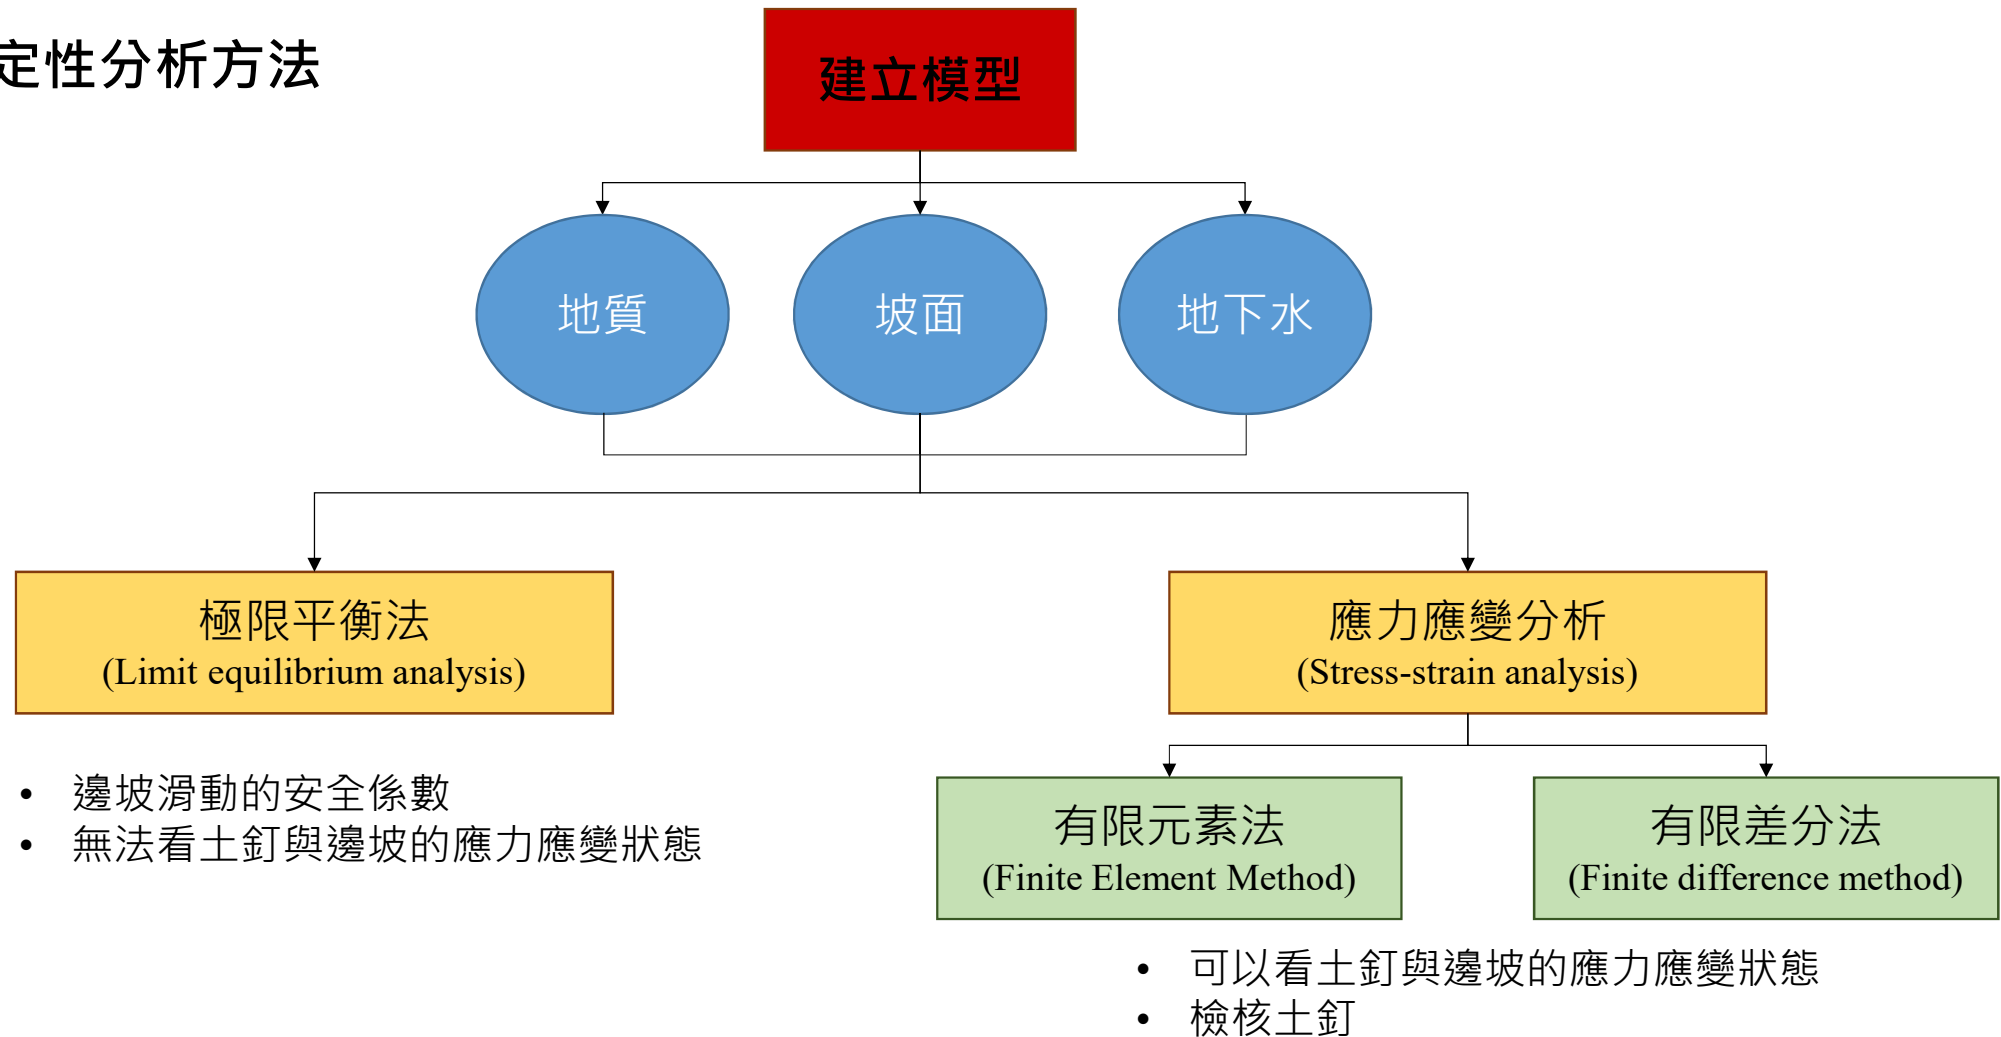 定性分析方法
建立模型
地質
坡面
地下水
極限平衡法
(Limit equilibrium analysis)
應力應變分析
(Stress-strain analysis)
• 邊坡滑動的安全係數
• 無法看土釘與邊坡的應力應變狀態
有限元素法
(Finite Element Method)
有限差分法
(Finite difference method)
• 可以看土釘與邊坡的應力應變狀態
• 檢核土釘